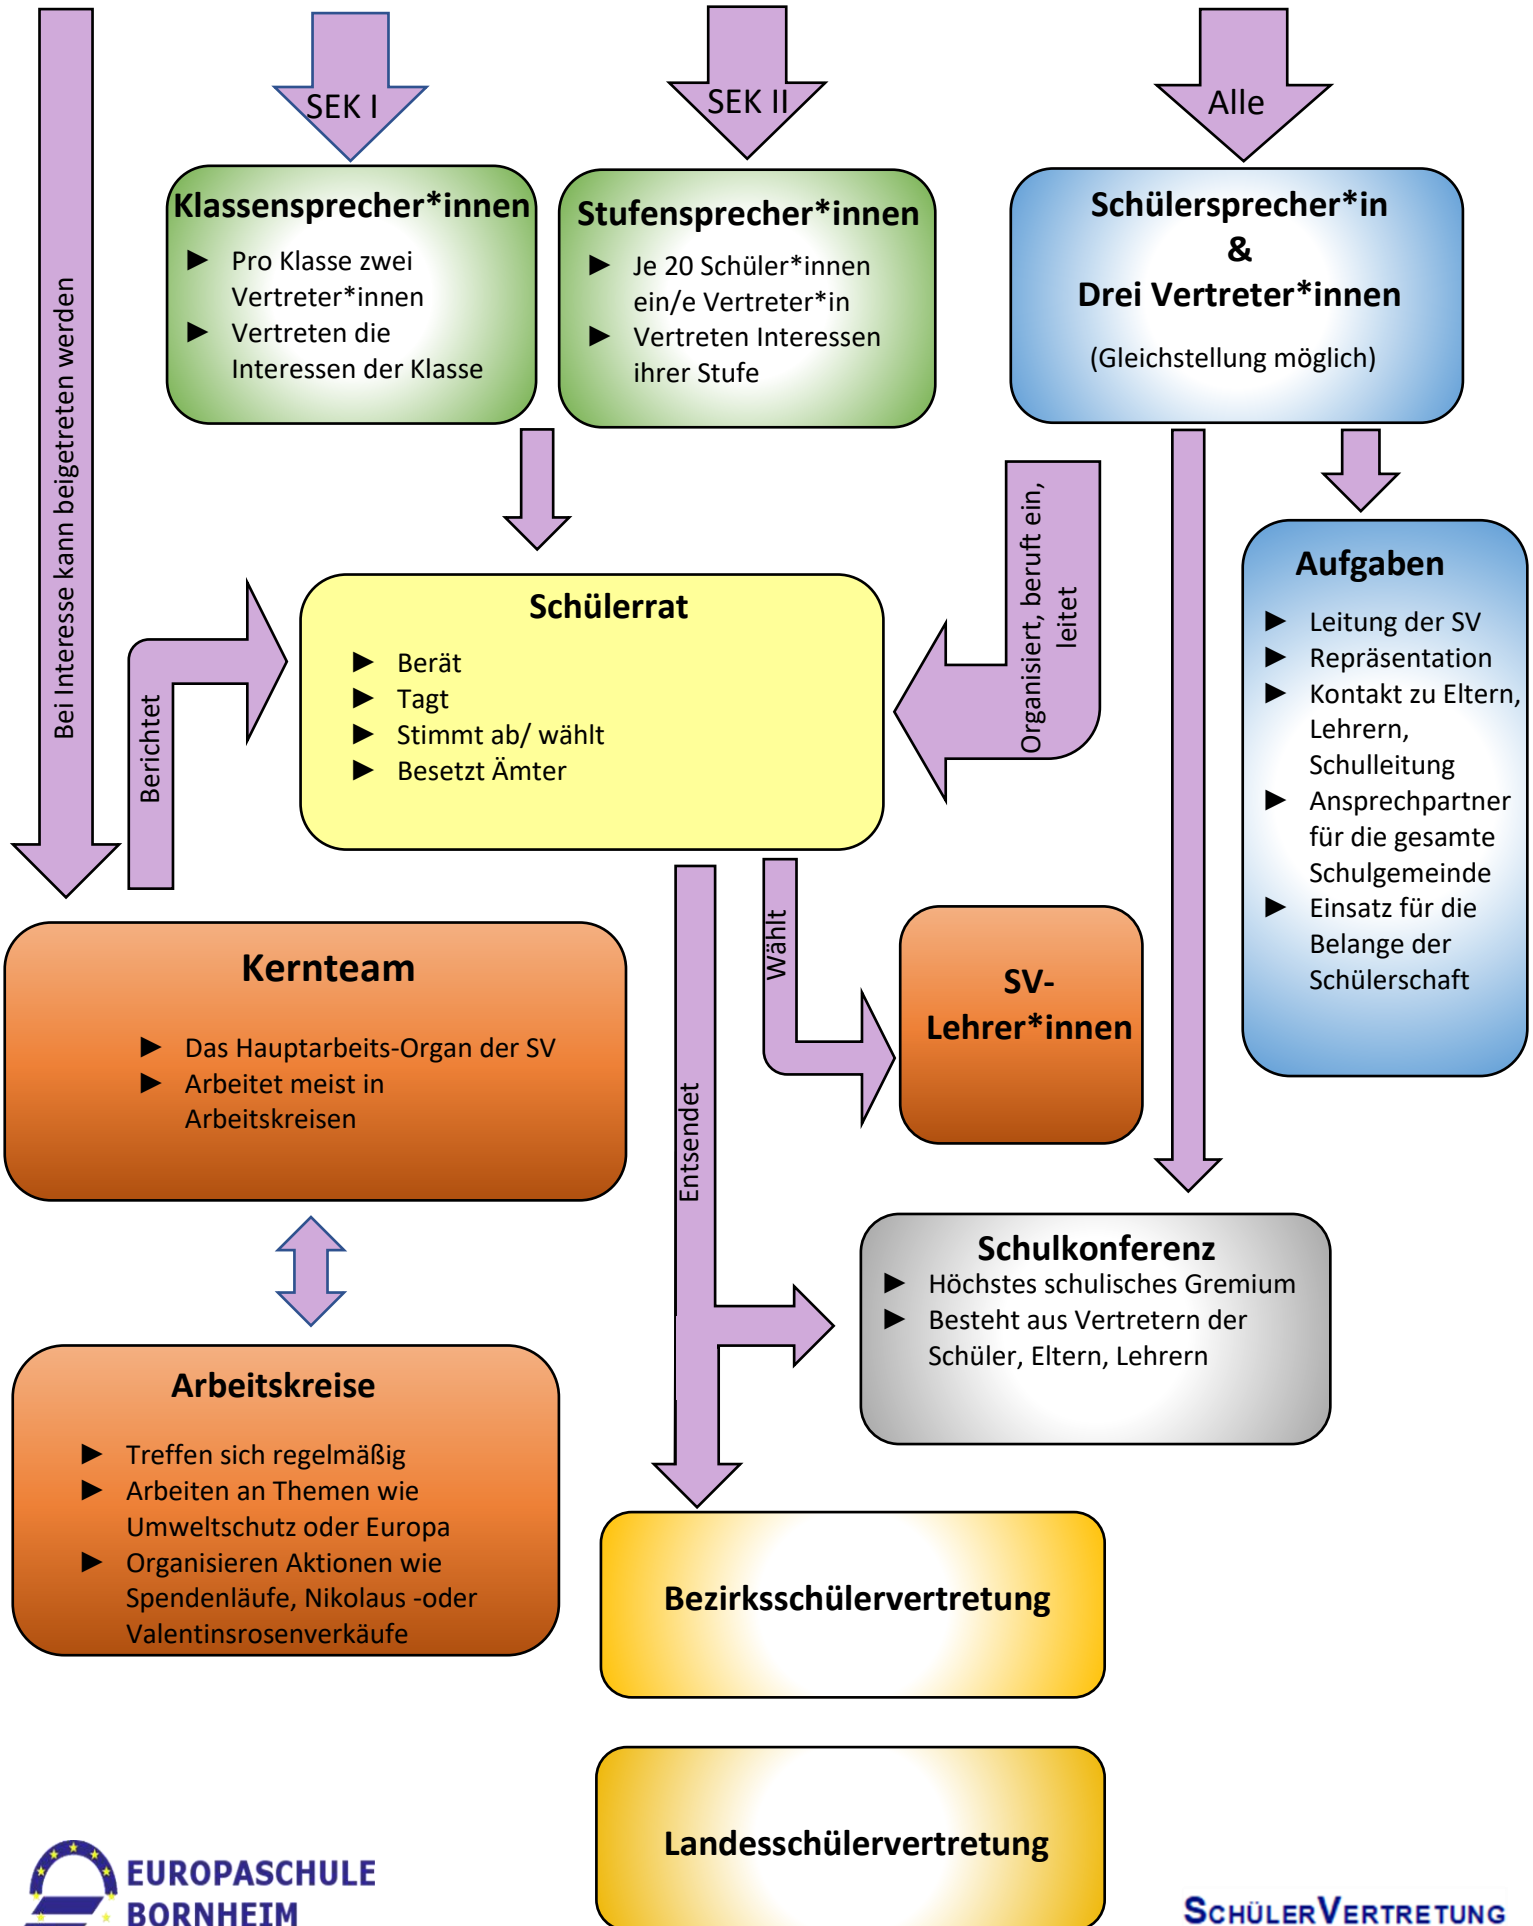 SEK I
SEK II
Alle
Bei Interesse kann beigetreten werden
Klassensprecher*innen
► Pro Klasse zwei
Vertreter*innen
► Vertreten die
Interessen der Klasse
Stufensprecher*innen
► Je 20 Schüler*innen
ein/e Vertreter*in
► Vertreten Interessen
ihrer Stufe
Schülersprecher*in
&
Drei Vertreter*innen
(Gleichstellung möglich)
Organisiert, beruft ein,
leitet
Aufgaben
► Leitung der SV
► Repräsentation
► Kontakt zu Eltern,
Lehrern,
Schulleitung
► Ansprechpartner
für die gesamte
Schulgemeinde
► Einsatz für die
Belange der
Schülerschaft
Schülerrat
► Berät
► Tagt
► Stimmt ab/ wählt
► Besetzt Ämter
Berichtet
Wählt
Entsendet
Kernteam
► Das Hauptarbeits-Organ der SV
► Arbeitet meist in
Arbeitskreisen
SV-
Lehrer*innen
Schulkonferenz
► Höchstes schulisches Gremium
► Besteht aus Vertretern der
Schüler, Eltern, Lehrern
Arbeitskreise
► Treffen sich regelmäßig
► Arbeiten an Themen wie
Umweltschutz oder Europa
► Organisieren Aktionen wie
Spendenläufe, Nikolaus -oder
Valentinsrosenverkäufe
Bezirksschülervertretung
Landesschülervertretung
EUROPASCHULE
BORNHEIM
SCHÜLERVERTRETUNG